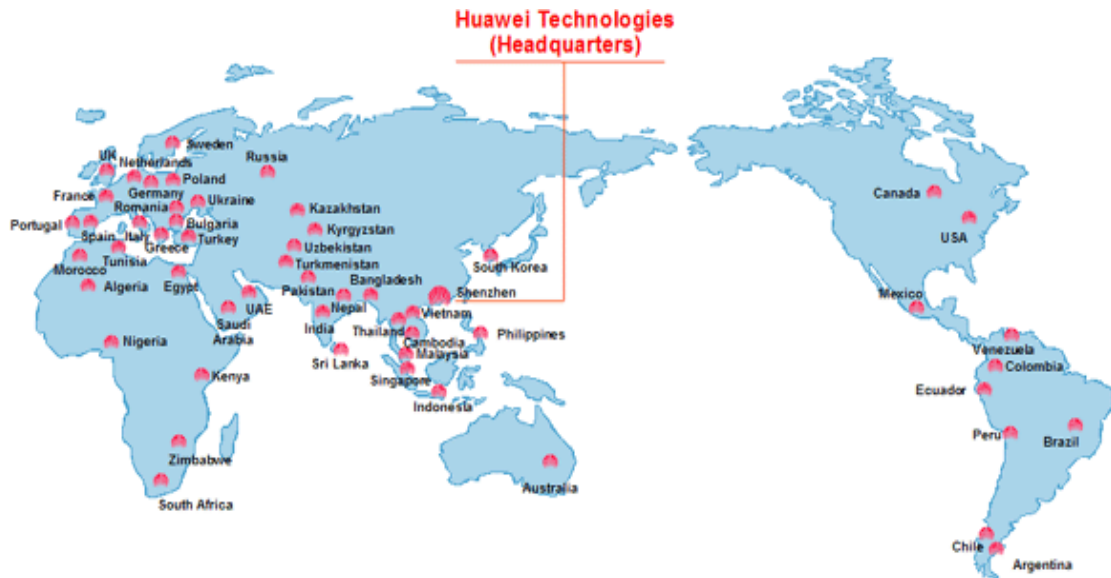 Huawei Technologies
(Headquarters)
Sweden
UK
Netherlands
Russia
Poland
Germany
France
Romania
Ukraine
Canada
Kazakhstan
Portugal
Spain
Italy
Bulgaria
Kyrgyzstan
USA
Greece
Turkey
Uzbekistan
Tunisia
Morocco
Turkmenistan
South Korea
Algeria
Egypt
Pakistan
Bangladesh
Shenzhen
Mexico
UAE
Nepal
Vietnam
Saudi
Arabia
India
Thailand
Philippines
Nigeria
Cambodia
Venezuela
Sri Lanka
Malaysia
Colombia
Kenya
Singapore
Ecuador
Indonesia
Peru
Brazil
Zimbabwe
Australia
South Africa
Chile
Argentina